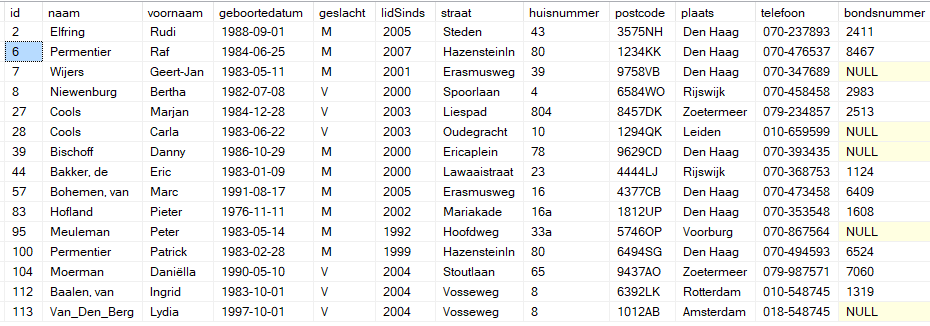 id naam voornaam geboortedatum geslacht lidSinds straat huisnummer postcode plaats telefoon bondsnummer
2 Elfring Rudi 1988-09-01 M 2005 Steden 43 3575NH Den Haag 070-237893 2411
6 Permentier Raf 1984-06-25 M 2007 Hazensteinln 80 1234KK Den Haag 070-476537 8467
7 Wijers Geert-Jan 1983-05-11 M 2001 Erasmusweg 39 9758VB Den Haag 070-347689 NULL
8 Niewenburg Bertha 1982-07-08 V 2000 Spoorlaan 4 6584WO Rijswijk 070-458458 2983
27 Cools Marjan 1984-12-28 V 2003 Liespad 804 8457DK Zoetermeer 079-234857 2513
28 Cools Carla 1983-06-22 V 2003 Oudegracht 10 1294QK Leiden 010-659599 NULL
39 Bischoff Danny 1986-10-29 M 2000 Ericaplein 78 9629CD Den Haag 070-393435 NULL
44 Bakker, de Eric 1983-01-09 M 2000 Lawaaistraat 23 4444LJ Rijswijk 070-368753 1124
57 Bohemen, van Marc 1991-08-17 M 2005 Erasmusweg 16 4377CB Den Haag 070-473458 6409
83 Hofland Pieter 1976-11-11 M 2002 Mariakade 16a 1812UP Den Haag 070-353548 1608
95 Meuleman Peter 1983-05-14 M 1992 Hoofdweg 33a 5746OP Voorburg 070-867564 NULL
100 Permentier Patrick 1983-02-28 M 1999 Hazensteinln 80 6494SG Den Haag 070-494593 6524
104 Moerman Daniëlla 1990-05-10 V 2004 Stoutlaan 65 9437AO Zoetermeer 079-987571 7060
112 Baalen, van Ingrid 1983-10-01 V 2004 Vosseweg 8 6392LK Rotterdam 010-548745 1319
113 Van_Den_Berg Lydia 1997-10-01 V 2004 Vosseweg 8 1012AB Amsterdam 018-548745 NULL